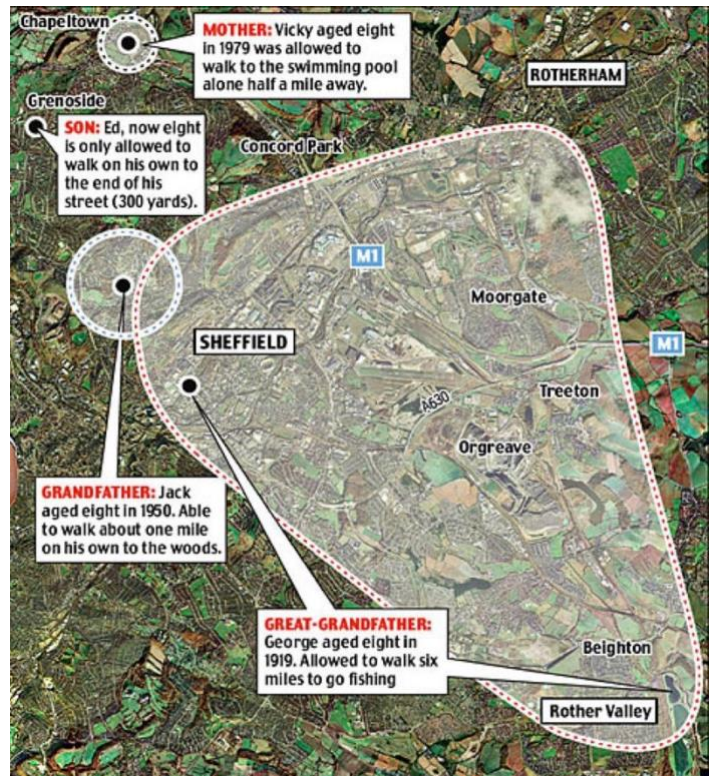 Chapeltown
MOTHER: Vicky aged eight
in 1979 was allowed to
walk to the swimming pool
alone half a mile away.
ROTHERHAM
Grenoside
SON: Ed, now eight
is only allowed to
walk on his own to
the end of his
street (300 yards).
Concord Park
M1
Moorgate
SHEFFIELD
M1
Treeton
A630
Orgreave
GRANDFATHER: Jack
aged eight in 1950. Able
to walk about one mile
on his own to the woods.
GREAT-GRANDFATHER:
George aged eight in
1919. Allowed to walk six
miles to go fishing
Beighton
Rother Valley